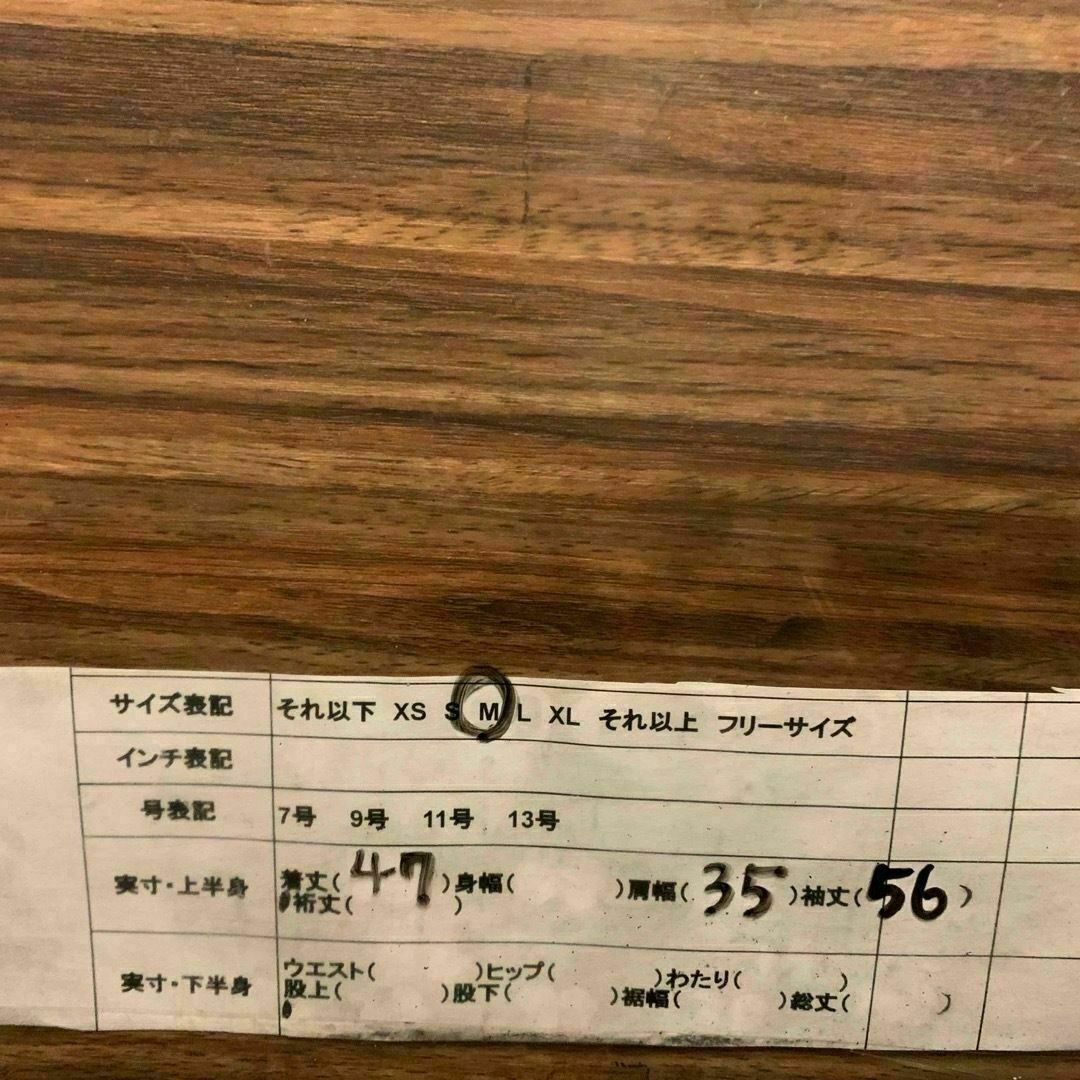 サイズ表記 それ以下 XS S M L XL それ以上 フリーサイズ
インチ表記
号表記 7号 9号 11号 13号
実寸・上半身 着丈( 47 )身幅( )肩幅( 35 )袖丈( 56 )
裄丈( )
実寸・下半身 ウエスト( )ヒップ( )わたり( )
股上( )股下( )裾幅( )総丈( )